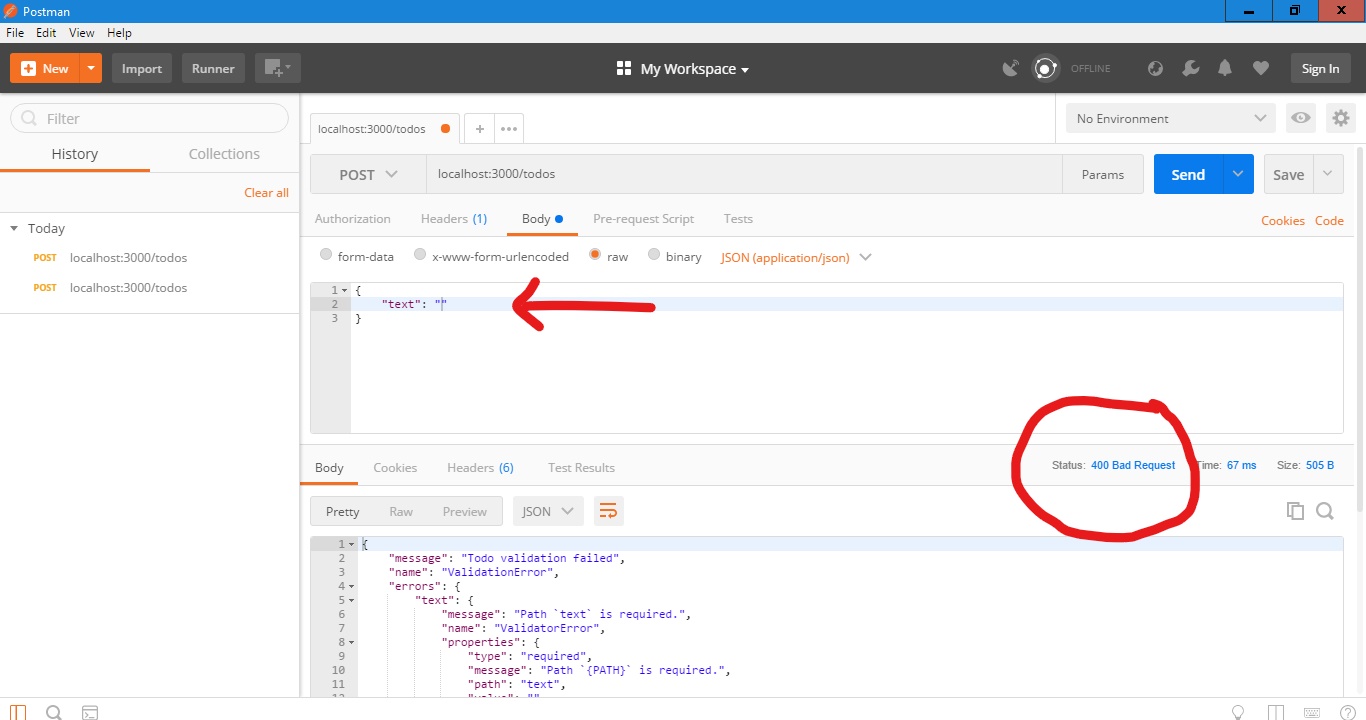 Postman
File Edit View Help
New Import Runner My Workspace OFFLINE Sign In
Filter
History Collections
Clear all
Today
POST localhost:3000/todos
POST localhost:3000/todos
localhost:3000/todos + ••• No Environment
POST localhost:3000/todos Params Send Save
Authorization Headers (1) Body Pre-request Script Tests Cookies Code
form-data x-www-form-urlencoded raw binary JSON (application/json)
1 {
2 "text": ""
3 }
Body Cookies Headers (6) Test Results Status: 400 Bad Request Time: 67 ms Size: 505 B
Pretty Raw Preview JSON
1 {
2 "message": "Todo validation failed",
3 "name": "ValidationError",
4 "errors": {
5 "text": {
6 "message": "Path `text` is required.",
7 "name": "ValidatorError",
8 "properties": {
9 "type": "required",
10 "message": "Path `{PATH}` is required.",
11 "path": "text",
12 "value": ""